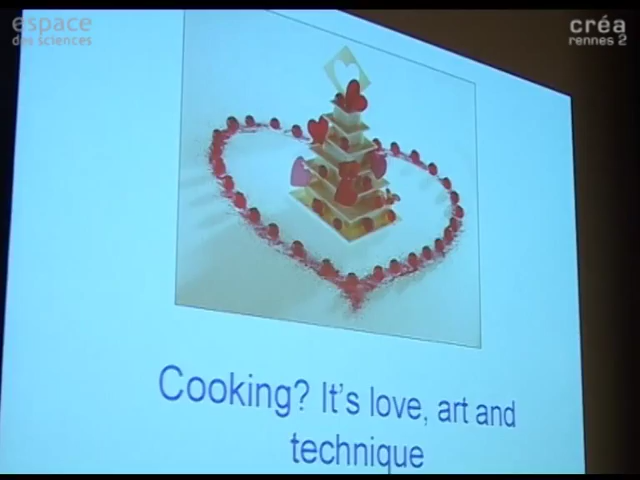 espace
des sciences
créa
rennes 2
Cooking? It's love, art and
technique